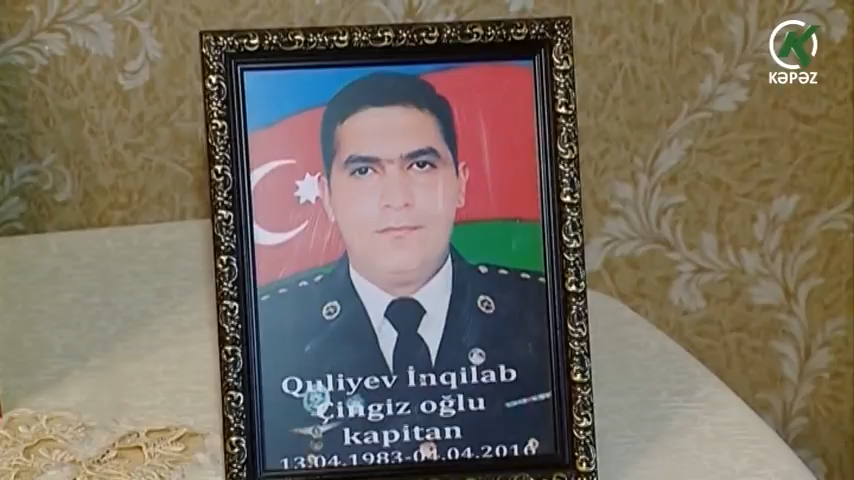 KƏPƏZ
Quliyev İnqilab
Çingiz oğlu
kapitan
13.04.1983-04.04.2016